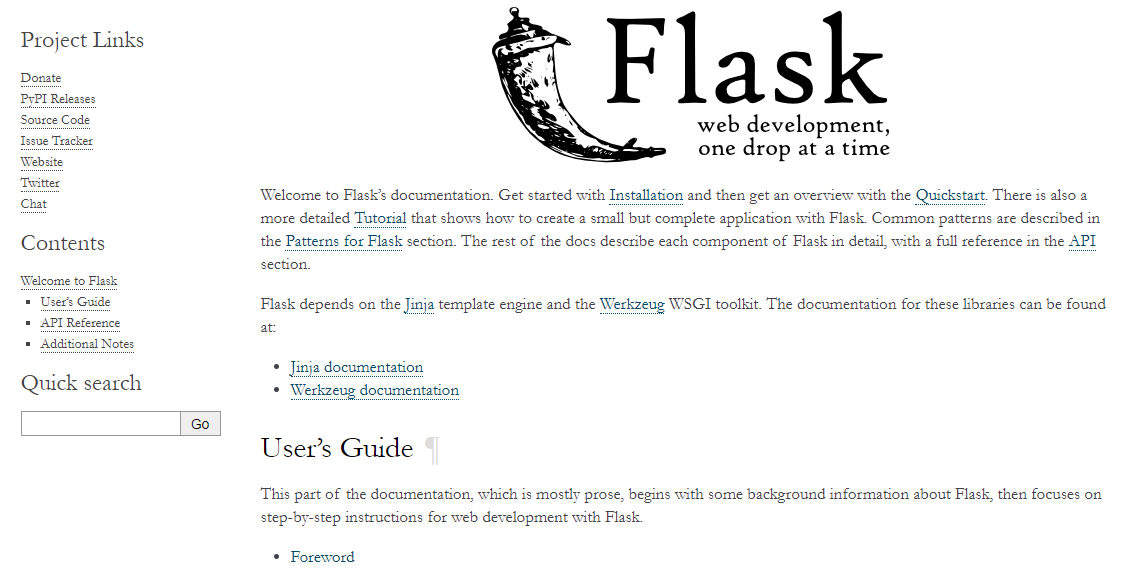 Project Links
Donate
PyPI Releases
Source Code
Issue Tracker
Website
Twitter
Chat
Contents
Welcome to Flask
User’s Guide
API Reference
Additional Notes
Quick search
Go
Flask
web development,
one drop at a time
Welcome to Flask’s documentation. Get started with Installation and then get an overview with the Quickstart. There is also a
more detailed Tutorial that shows how to create a small but complete application with Flask. Common patterns are described in
the Patterns for Flask section. The rest of the docs describe each component of Flask in detail, with a full reference in the API
section.
Flask depends on the Jinja template engine and the Werkzeug WSGI toolkit. The documentation for these libraries can be found
at:
Jinja documentation
Werkzeug documentation
User’s Guide ¶
This part of the documentation, which is mostly prose, begins with some background information about Flask, then focuses on
step-by-step instructions for web development with Flask.
Foreword